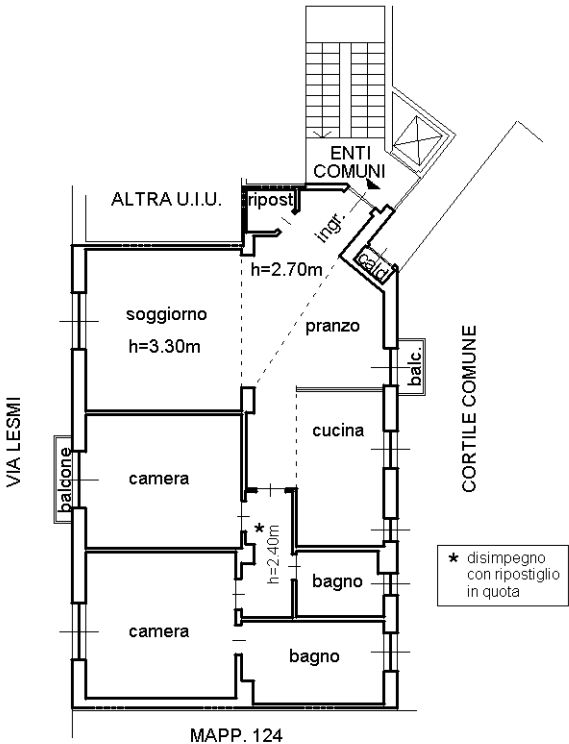 ENTI
COMUNI
ALTRA U.I.U.
ripost
ingr.
h=2.70m
cald
soggiorno
h=3.30m
pranzo
balc.
VIA LESMI
CORTILE COMUNE
cucina
baldone
camera
*
h=2.40m
* disimpegno
con ripostiglio
in quota
bagno
camera
bagno
MAPP. 124